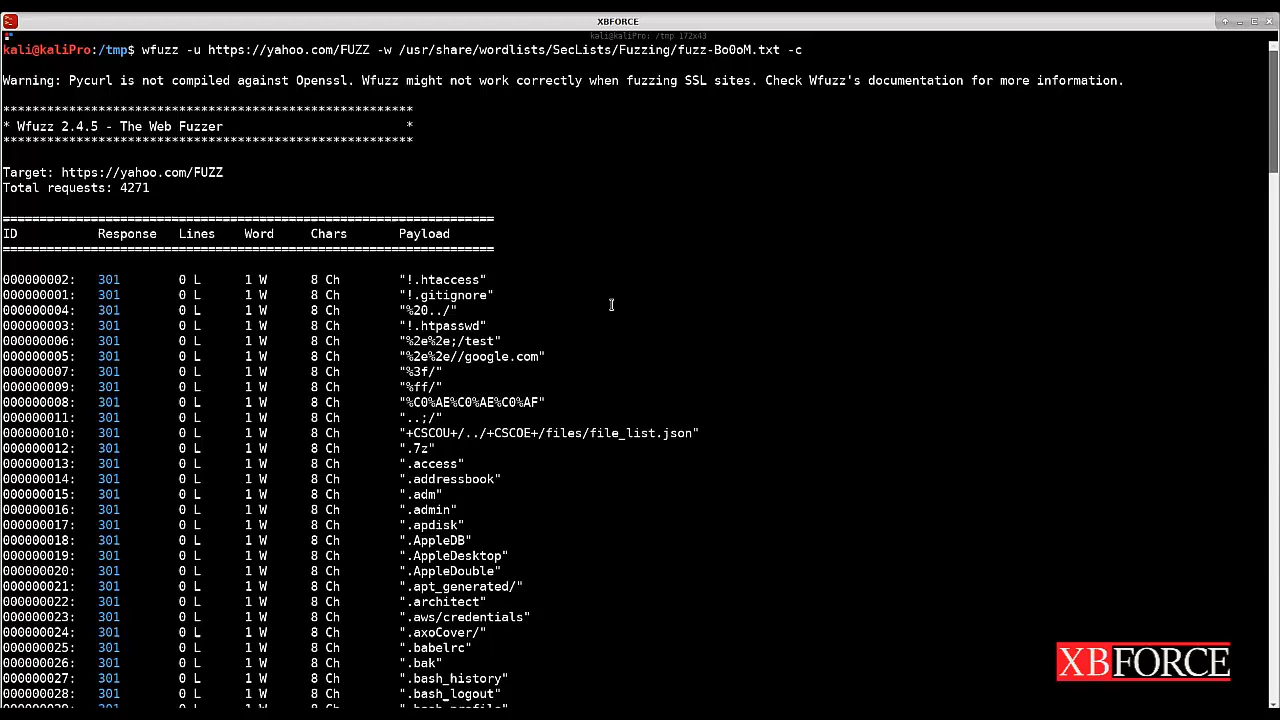 XBFORCE
kali@kaliPro: /tmp 172x43
kali@kaliPro:/tmp$ wfuzz -u https://yahoo.com/FUZZ -w /usr/share/wordlists/SecLists/Fuzzing/fuzz-Bo0oM.txt -c
Warning: Pycurl is not compiled against Openssl. Wfuzz might not work correctly when fuzzing SSL sites. Check Wfuzz's documentation for more information.
********************************************************
* Wfuzz 2.4.5 - The Web Fuzzer                         *
********************************************************
Target: https://yahoo.com/FUZZ
Total requests: 4271
===================================================================
ID           Response   Lines    Word     Chars       Payload
===================================================================
000000002:   301        0 L      1 W      8 Ch        "!.htaccess"
000000001:   301        0 L      1 W      8 Ch        "!.gitignore"
000000004:   301        0 L      1 W      8 Ch        "%20../"
000000003:   301        0 L      1 W      8 Ch        "!.htpasswd"
000000006:   301        0 L      1 W      8 Ch        "%2e%2e;/test"
000000005:   301        0 L      1 W      8 Ch        "%2e%2e//google.com"
000000007:   301        0 L      1 W      8 Ch        "%3f/"
000000009:   301        0 L      1 W      8 Ch        "%ff/"
000000008:   301        0 L      1 W      8 Ch        "%C0%AE%C0%AE%C0%AF"
000000011:   301        0 L      1 W      8 Ch        "..;/"
000000010:   301        0 L      1 W      8 Ch        "+CSCOU+/../+CSCOE+/files/file_list.json"
000000012:   301        0 L      1 W      8 Ch        ".7z"
000000013:   301        0 L      1 W      8 Ch        ".access"
000000014:   301        0 L      1 W      8 Ch        ".addressbook"
000000015:   301        0 L      1 W      8 Ch        ".adm"
000000016:   301        0 L      1 W      8 Ch        ".admin"
000000017:   301        0 L      1 W      8 Ch        ".apdisk"
000000018:   301        0 L      1 W      8 Ch        ".AppleDB"
000000019:   301        0 L      1 W      8 Ch        ".AppleDesktop"
000000020:   301        0 L      1 W      8 Ch        ".AppleDouble"
000000021:   301        0 L      1 W      8 Ch        ".apt_generated/"
000000022:   301        0 L      1 W      8 Ch        ".architect"
000000023:   301        0 L      1 W      8 Ch        ".aws/credentials"
000000024:   301        0 L      1 W      8 Ch        ".axoCover/"
000000025:   301        0 L      1 W      8 Ch        ".babelrc"
000000026:   301        0 L      1 W      8 Ch        ".bak"
000000027:   301        0 L      1 W      8 Ch        ".bash_history"
000000028:   301        0 L      1 W      8 Ch        ".bash_logout"
XBFORCE